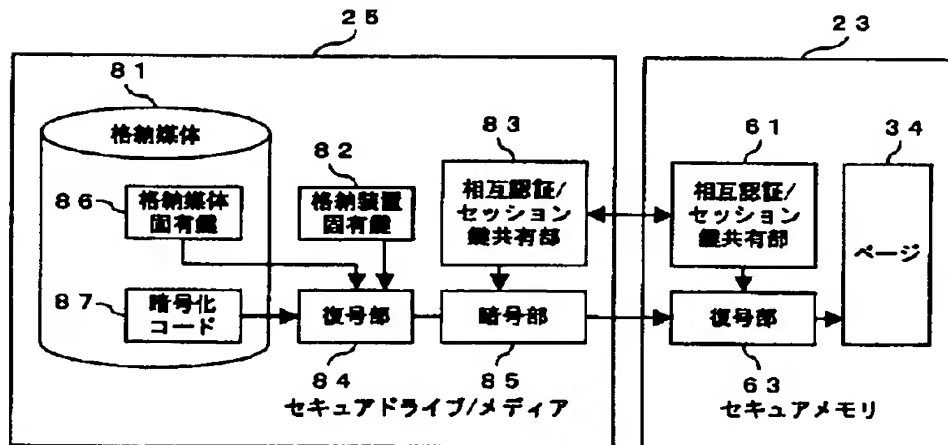 25
23
81
格納媒体
86
格納媒体
固有鍵
87
暗号化
コード
82
格納装置
固有鍵
復号部
84
83
相互認証/
セッション
鍵共有部
暗号部
85
セキュアドライブ/メディア
61
相互認証/
セッション
鍵共有部
復号部
63
34
ページ
セキュアメモリ